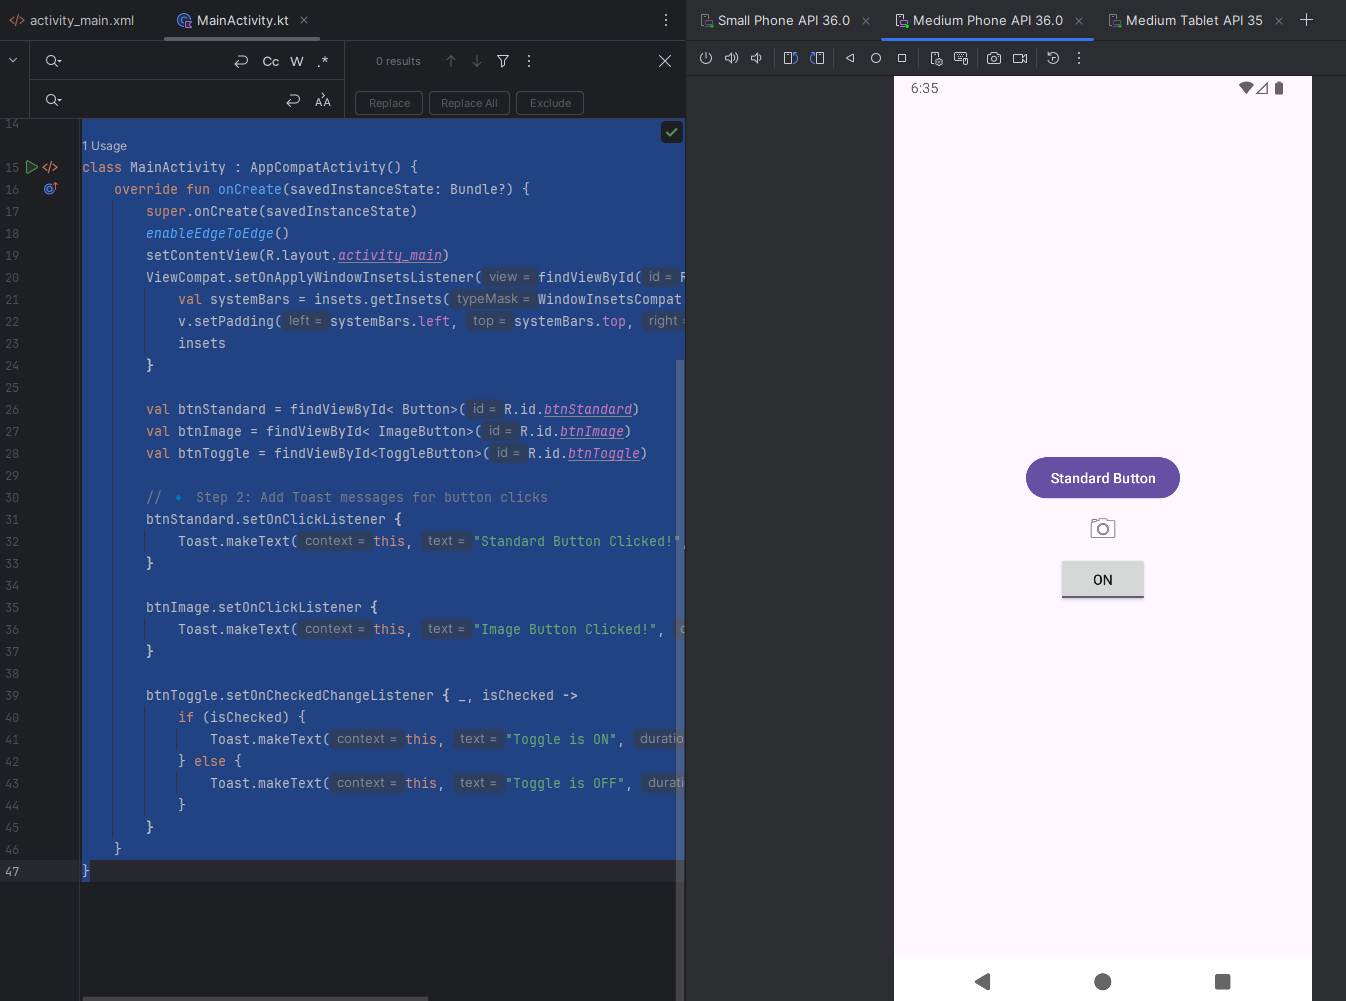 activity_main.xml
MainActivity.kt
Small Phone API 36.0
Medium Phone API 36.0
Medium Tablet API 35
Cc W .*
0 results
Replace
Replace All
Exclude
14
1 Usage
15 class MainActivity : AppCompatActivity() {
16 override fun onCreate(savedInstanceState: Bundle?) {
17 super.onCreate(savedInstanceState)
18 enableEdgeToEdge()
19 setContentView(R.layout.activity_main)
20 ViewCompat.setOnApplyWindowInsetsListener( view = findViewById( id = R
21 val systemBars = insets.getInsets( typeMask = WindowInsetsCompat
22 v.setPadding( left = systemBars.left, top = systemBars.top, right =
23 insets
24 }
25
26 val btnStandard = findViewById< Button>( id = R.id.btnStandard)
27 val btnImage = findViewById< ImageButton>( id = R.id.btnImage)
28 val btnToggle = findViewById<ToggleButton>( id = R.id.btnToggle)
29
30 // 🔹 Step 2: Add Toast messages for button clicks
31 btnStandard.setOnClickListener {
32 Toast.makeText( context = this, text = "Standard Button Clicked!",
33 }
34
35 btnImage.setOnClickListener {
36 Toast.makeText( context = this, text = "Image Button Clicked!",
37 }
38
39 btnToggle.setOnCheckedChangeListener { _, isChecked ->
40 if (isChecked) {
41 Toast.makeText( context = this, text = "Toggle is ON", duratio
42 } else {
43 Toast.makeText( context = this, text = "Toggle is OFF", durati
44 }
45 }
46 }
47 }
6:35
Standard Button
ON